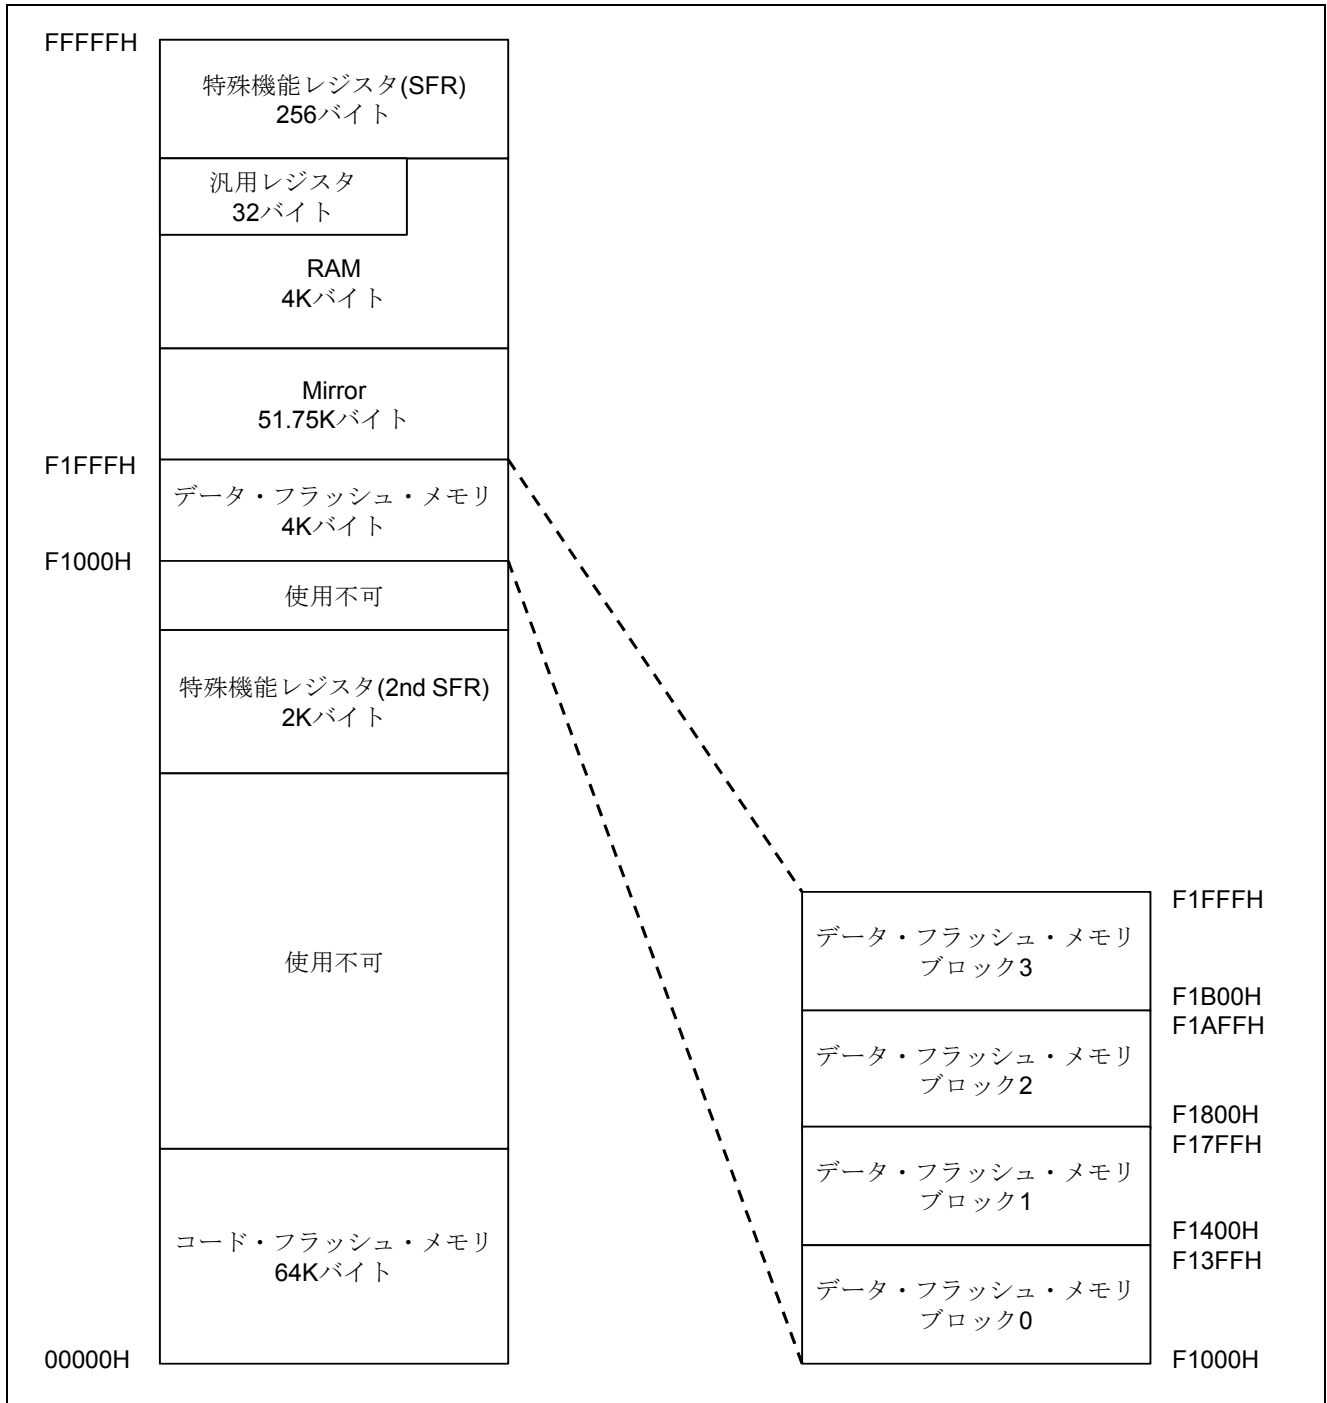 FFFFFH
特殊機能レジスタ(SFR)
256バイト
汎用レジスタ
32バイト
RAM
4Kバイト
Mirror
51.75Kバイト
F1FFFH
データ・フラッシュ・メモリ
4Kバイト
F1000H
使用不可
特殊機能レジスタ(2nd SFR)
2Kバイト
使用不可
コード・フラッシュ・メモリ
64Kバイト
00000H
F1FFFH
データ・フラッシュ・メモリ
ブロック3
F1B00H
F1AFFH
データ・フラッシュ・メモリ
ブロック2
F1800H
F17FFH
データ・フラッシュ・メモリ
ブロック1
F1400H
F13FFH
データ・フラッシュ・メモリ
ブロック0
F1000H